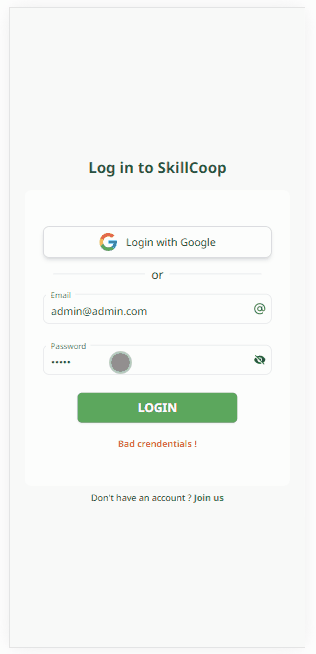 Log in to SkillCoop
Login with Google
or
Email
admin@admin.com
Password
•••••
LOGIN
Bad crendentials !
Don't have an account ? Join us